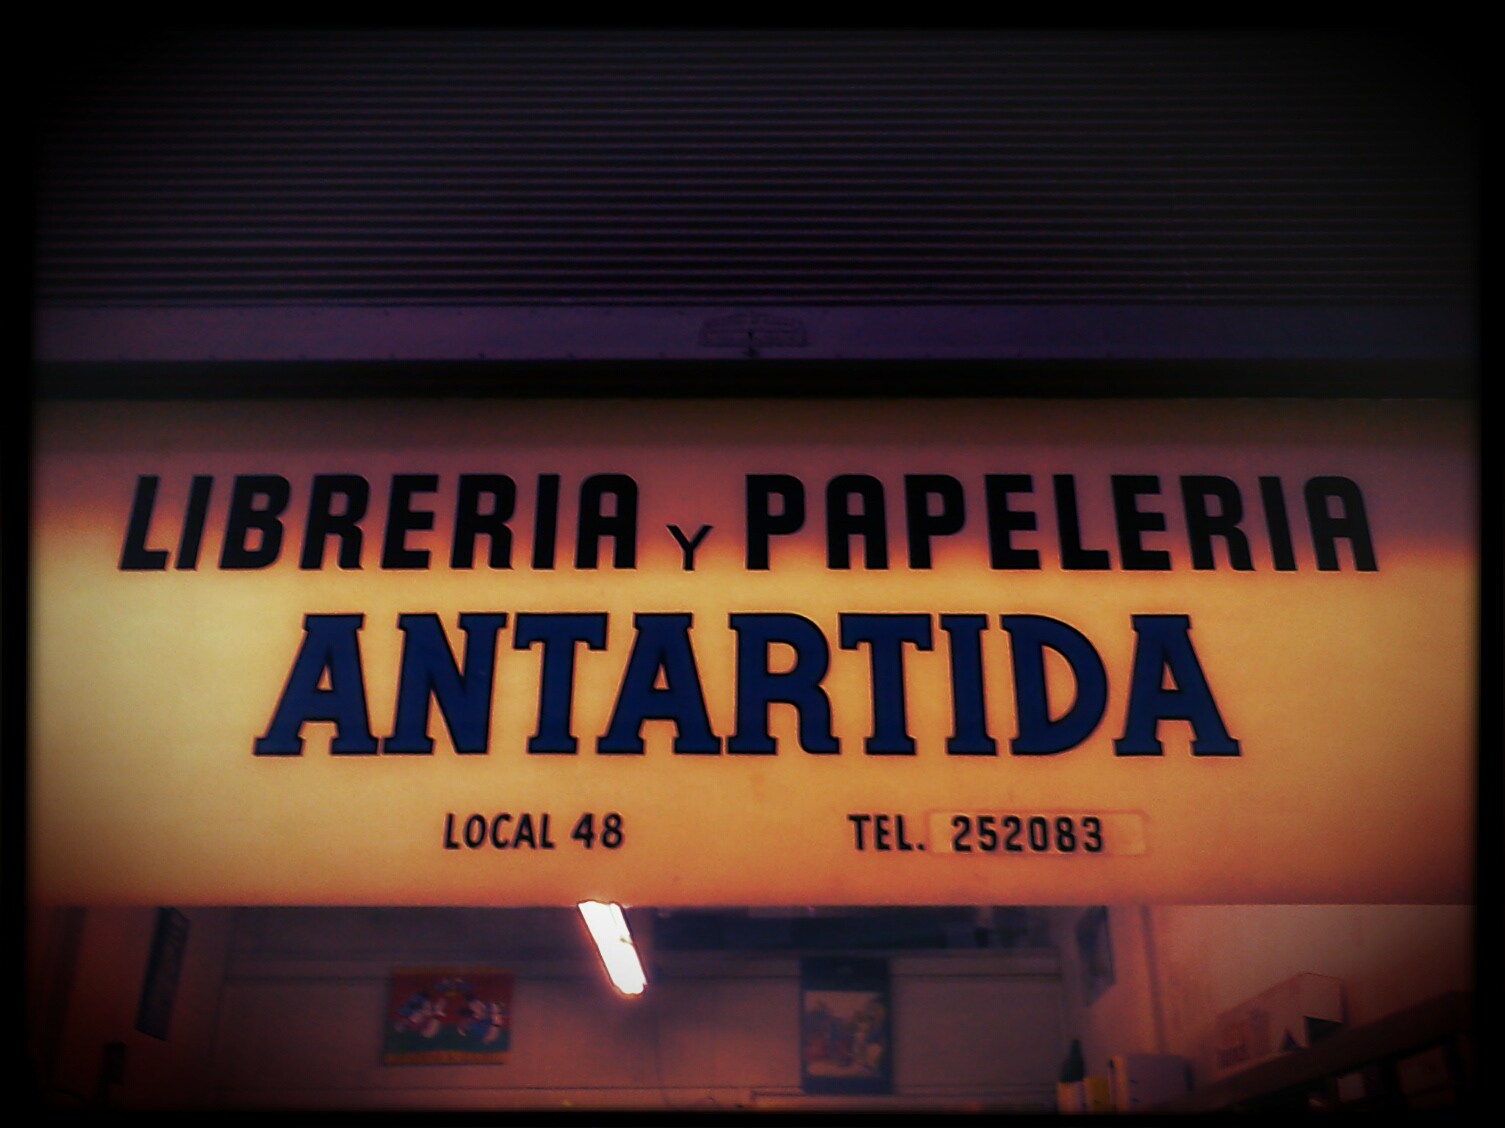 LIBRERIA Y PAPELERIA
ANTARTIDA
LOCAL 48 TEL. 252083